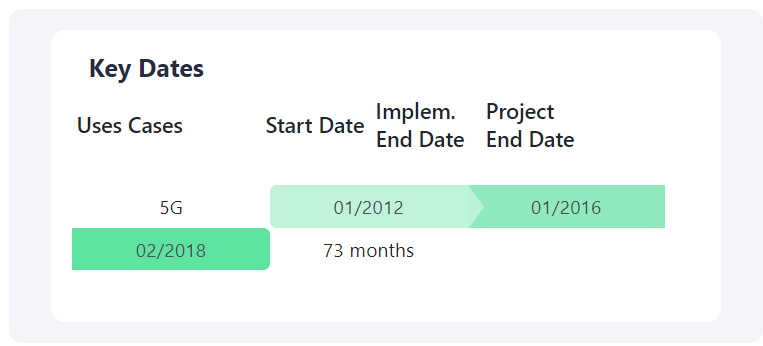 Key Dates
Uses Cases Start Date Implem. End Date Project End Date
5G 01/2012 01/2016
02/2018 73 months